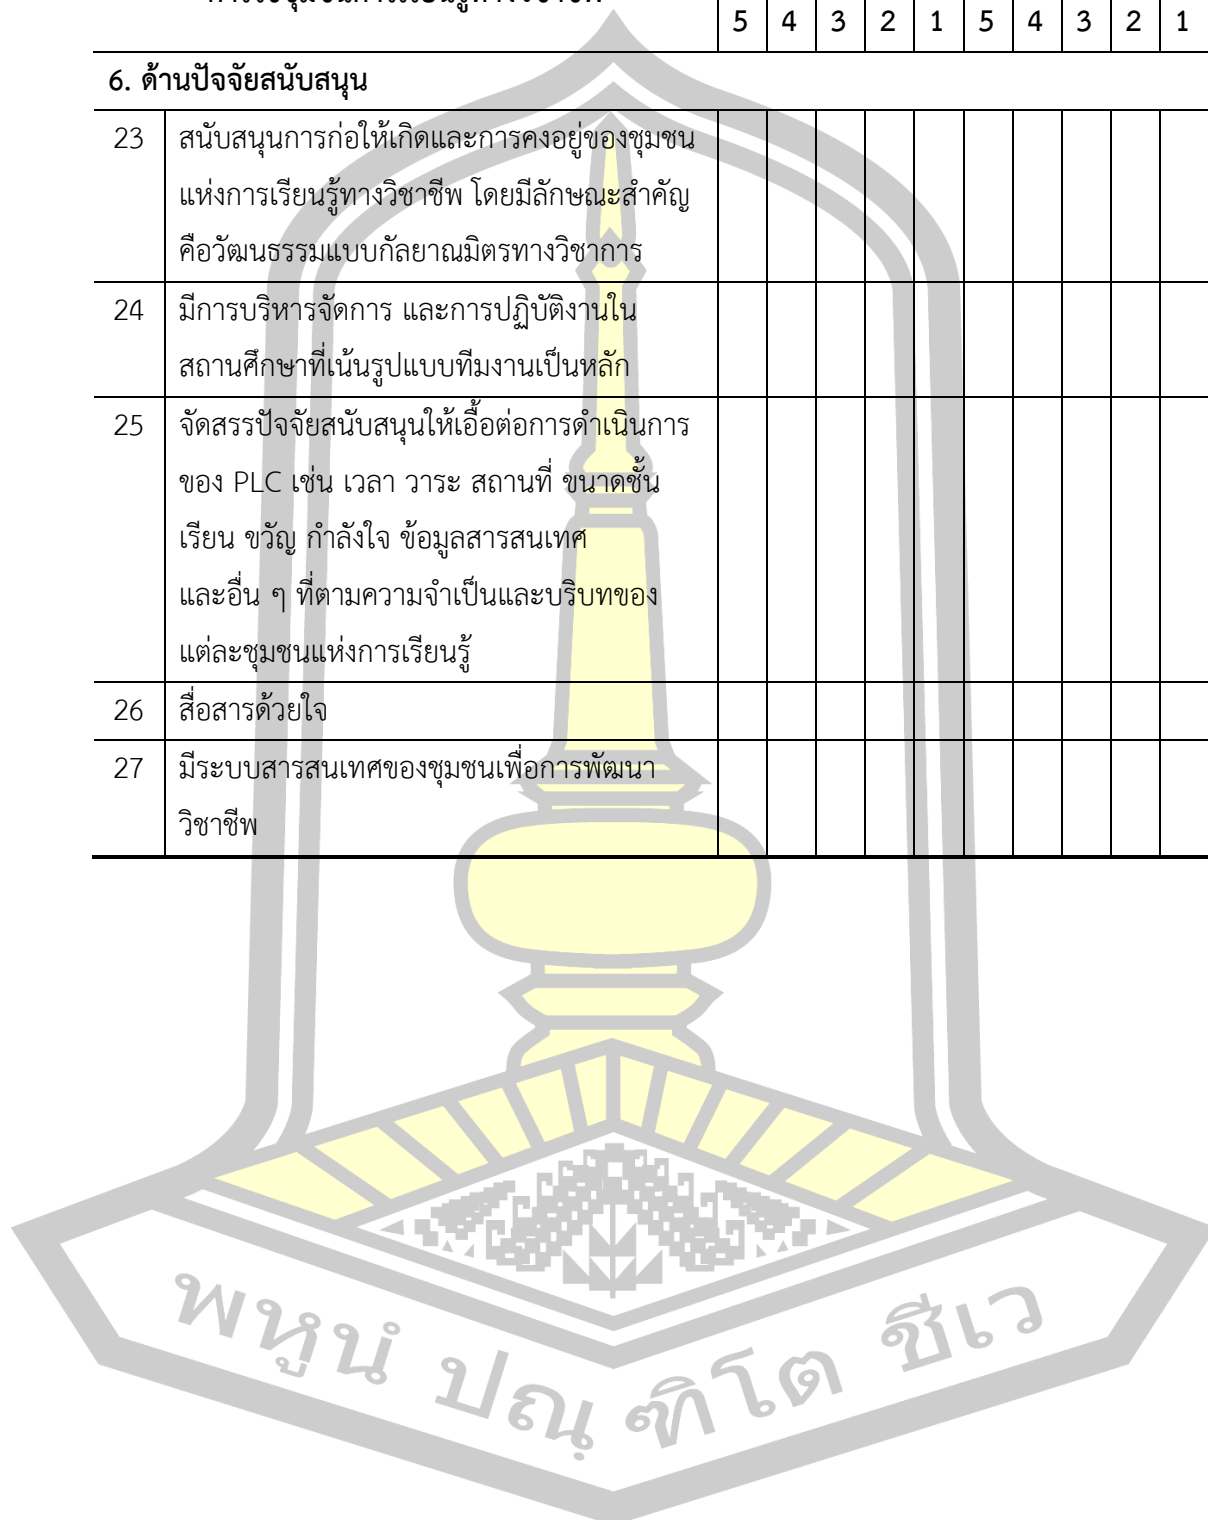 5 4 3 2 1 5 4 3 2 1
6. ด้านปัจจัยสนับสนุน
23 สนับสนุนการก่อให้เกิดและการคงอยู่ของชุมชน
แห่งการเรียนรู้ทางวิชาชีพ โดยมีลักษณะสำคัญ
คือวัฒนธรรมแบบกัลยาณมิตรทางวิชาการ
24 มีการบริหารจัดการ และการปฏิบัติงานใน
สถานศึกษาที่เน้นรูปแบบทีมงานเป็นหลัก
25 จัดสรรปัจจัยสนับสนุนให้เอื้อต่อการดำเนินการ
ของ PLC เช่น เวลา วาระ สถานที่ ขนาดชั้น
เรียน ขวัญ กำลังใจ ข้อมูลสารสนเทศ
และอื่น ๆ ที่ตามความจำเป็นและบริบทของ
แต่ละชุมชนแห่งการเรียนรู้
26 สื่อสารด้วยใจ
27 มีระบบสารสนเทศของชุมชนเพื่อการพัฒนา
วิชาชีพ
พหูนํ ปณฺฑิโต ชีเว